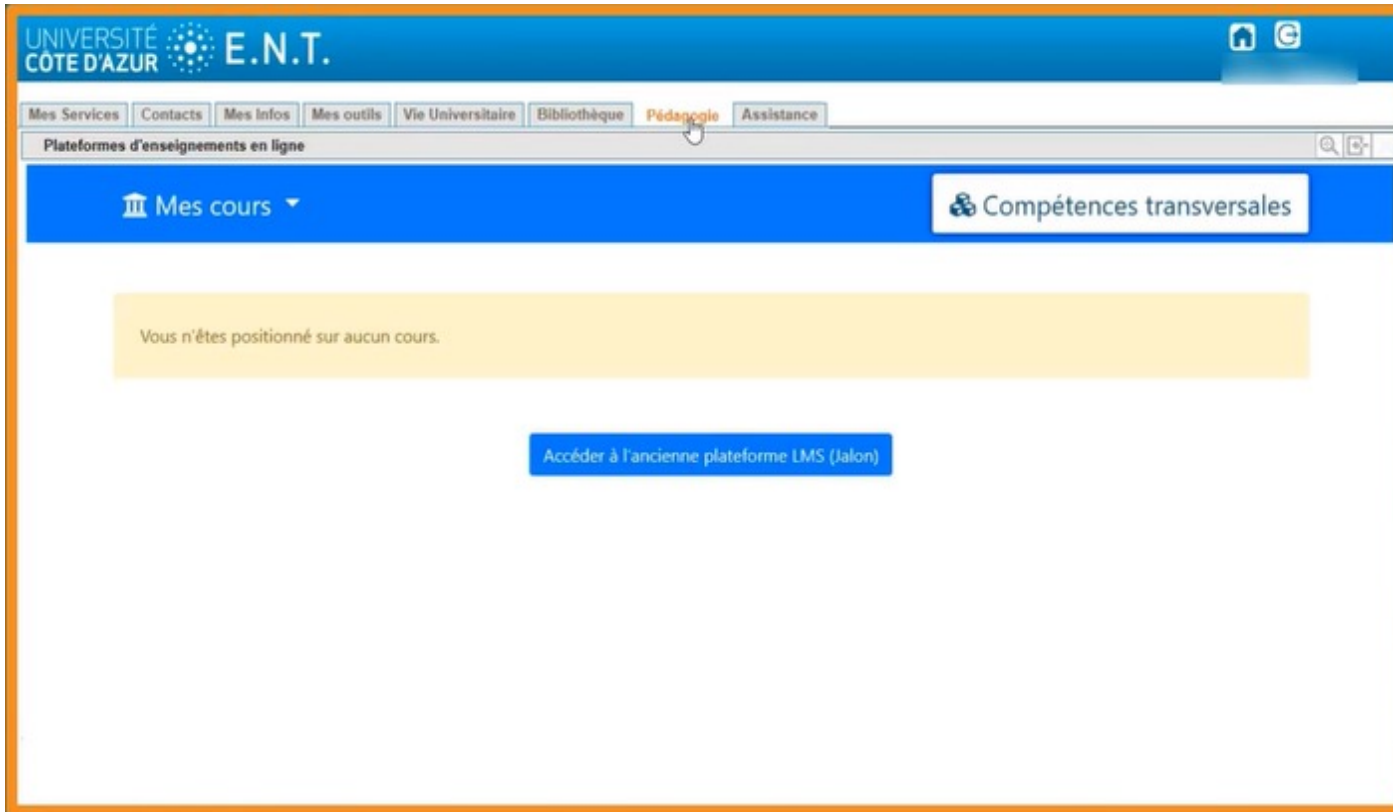 UNIVERSITÉ
CÔTE D'AZUR
E.N.T.
Mes Services Contacts Mes Infos Mes outils Vie Universitaire Bibliothèque Pédagogie Assistance
Plateformes d'enseignements en ligne
Mes cours
Compétences transversales
Vous n'êtes positionné sur aucun cours.
Accéder à l'ancienne plateforme LMS (Jalon)